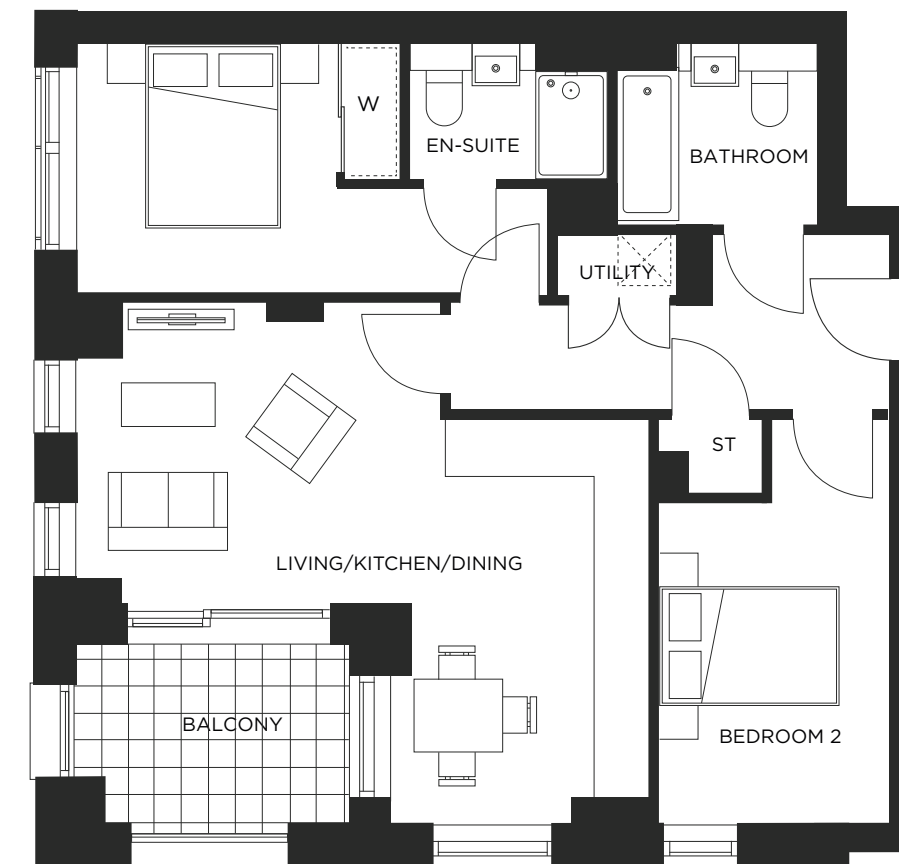 W
EN-SUITE
BATHROOM
UTILITY
ST
LIVING/KITCHEN/DINING
BALCONY
BEDROOM 2